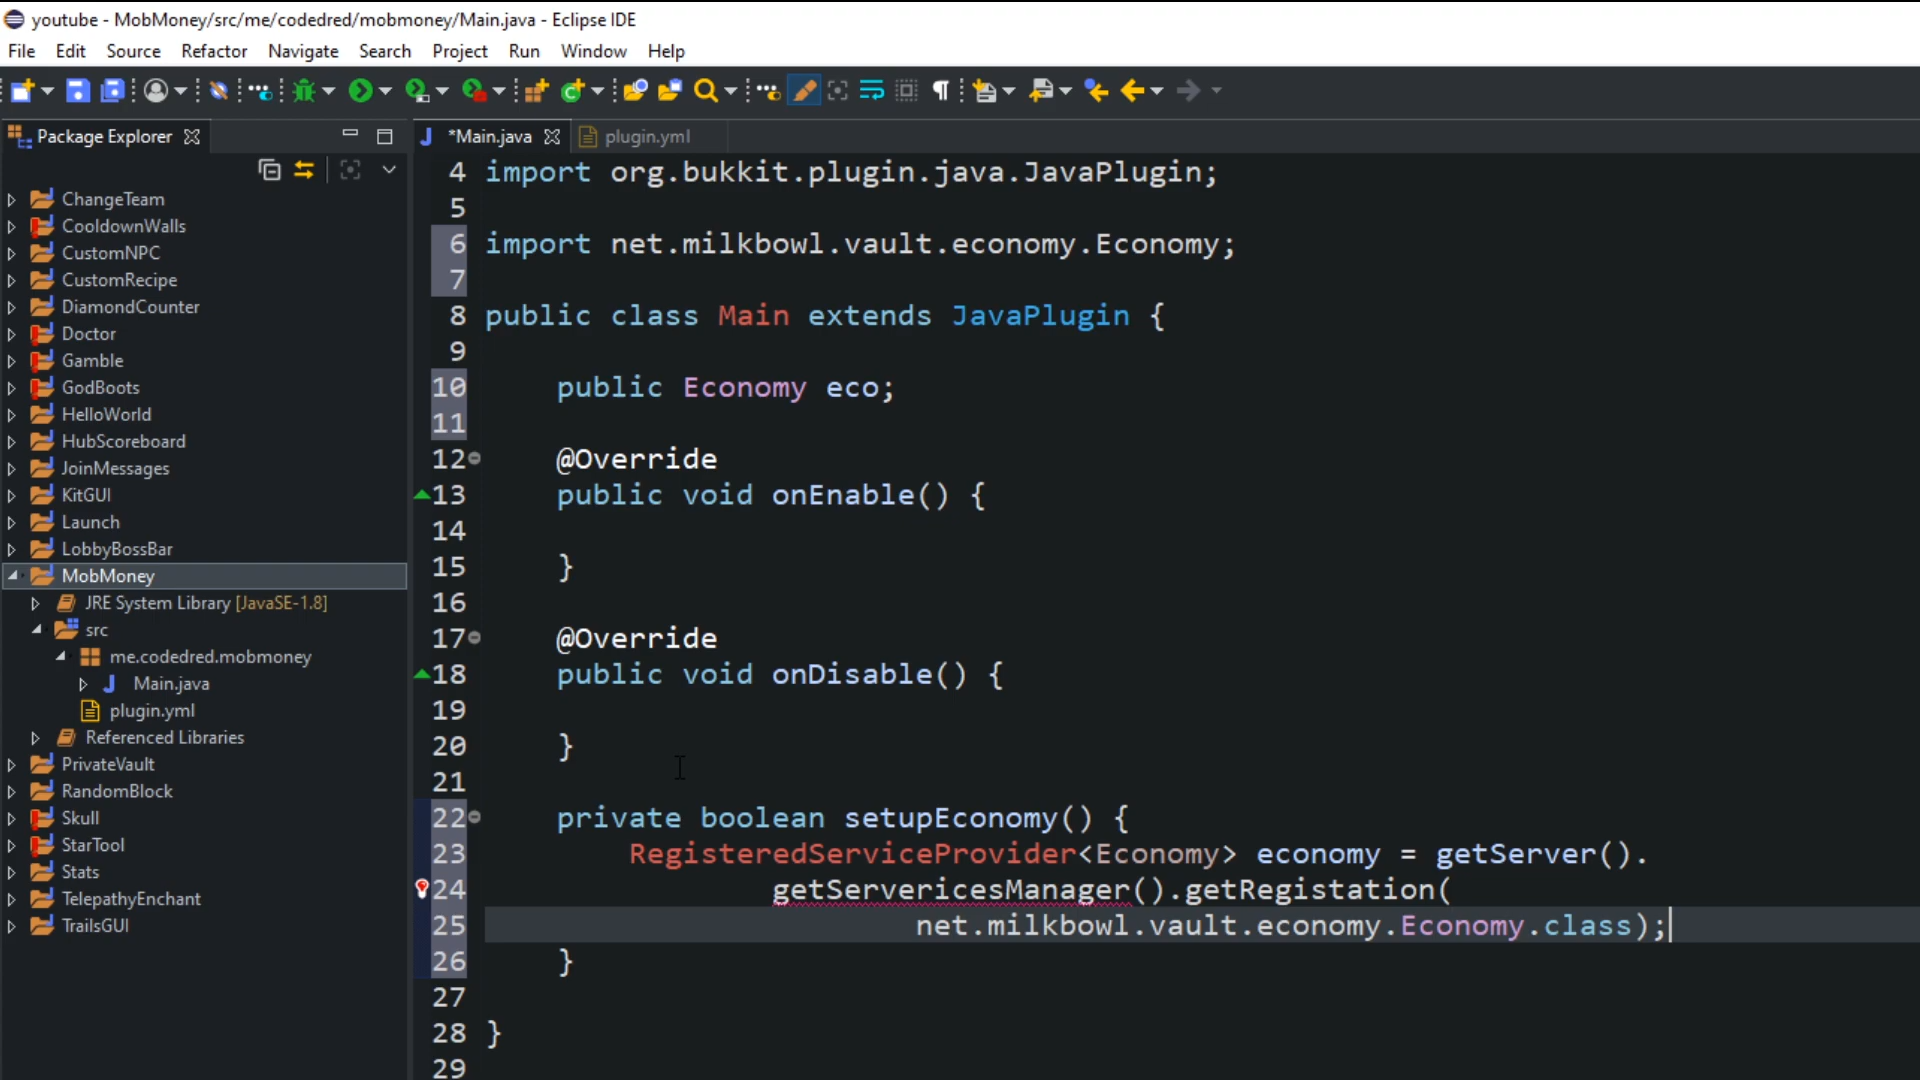 youtube - MobMoney/src/me/codedred/mobmoney/Main.java - Eclipse IDE
File Edit Source Refactor Navigate Search Project Run Window Help
Package Explorer
*Main.java plugin.yml
ChangeTeam
CooldownWalls
CustomNPC
CustomRecipe
DiamondCounter
Doctor
Gamble
GodBoots
HelloWorld
HubScoreboard
JoinMessages
KitGUI
Launch
LobbyBossBar
MobMoney
JRE System Library [JavaSE-1.8]
src
me.codedred.mobmoney
Main.java
plugin.yml
Referenced Libraries
PrivateVault
RandomBlock
Skull
StarTool
Stats
TelepathyEnchant
TrailsGUI
4 import org.bukkit.plugin.java.JavaPlugin;
5
6 import net.milkbowl.vault.economy.Economy;
7
8 public class Main extends JavaPlugin {
9
10 public Economy eco;
11
12 @Override
13 public void onEnable() {
14
15 }
16
17 @Override
18 public void onDisable() {
19
20 }
21
22 private boolean setupEconomy() {
23 RegisteredServiceProvider<Economy> economy = getServer().
24 getServericesManager().getRegistation(
25 net.milkbowl.vault.economy.Economy.class);
26 }
27
28 }
29